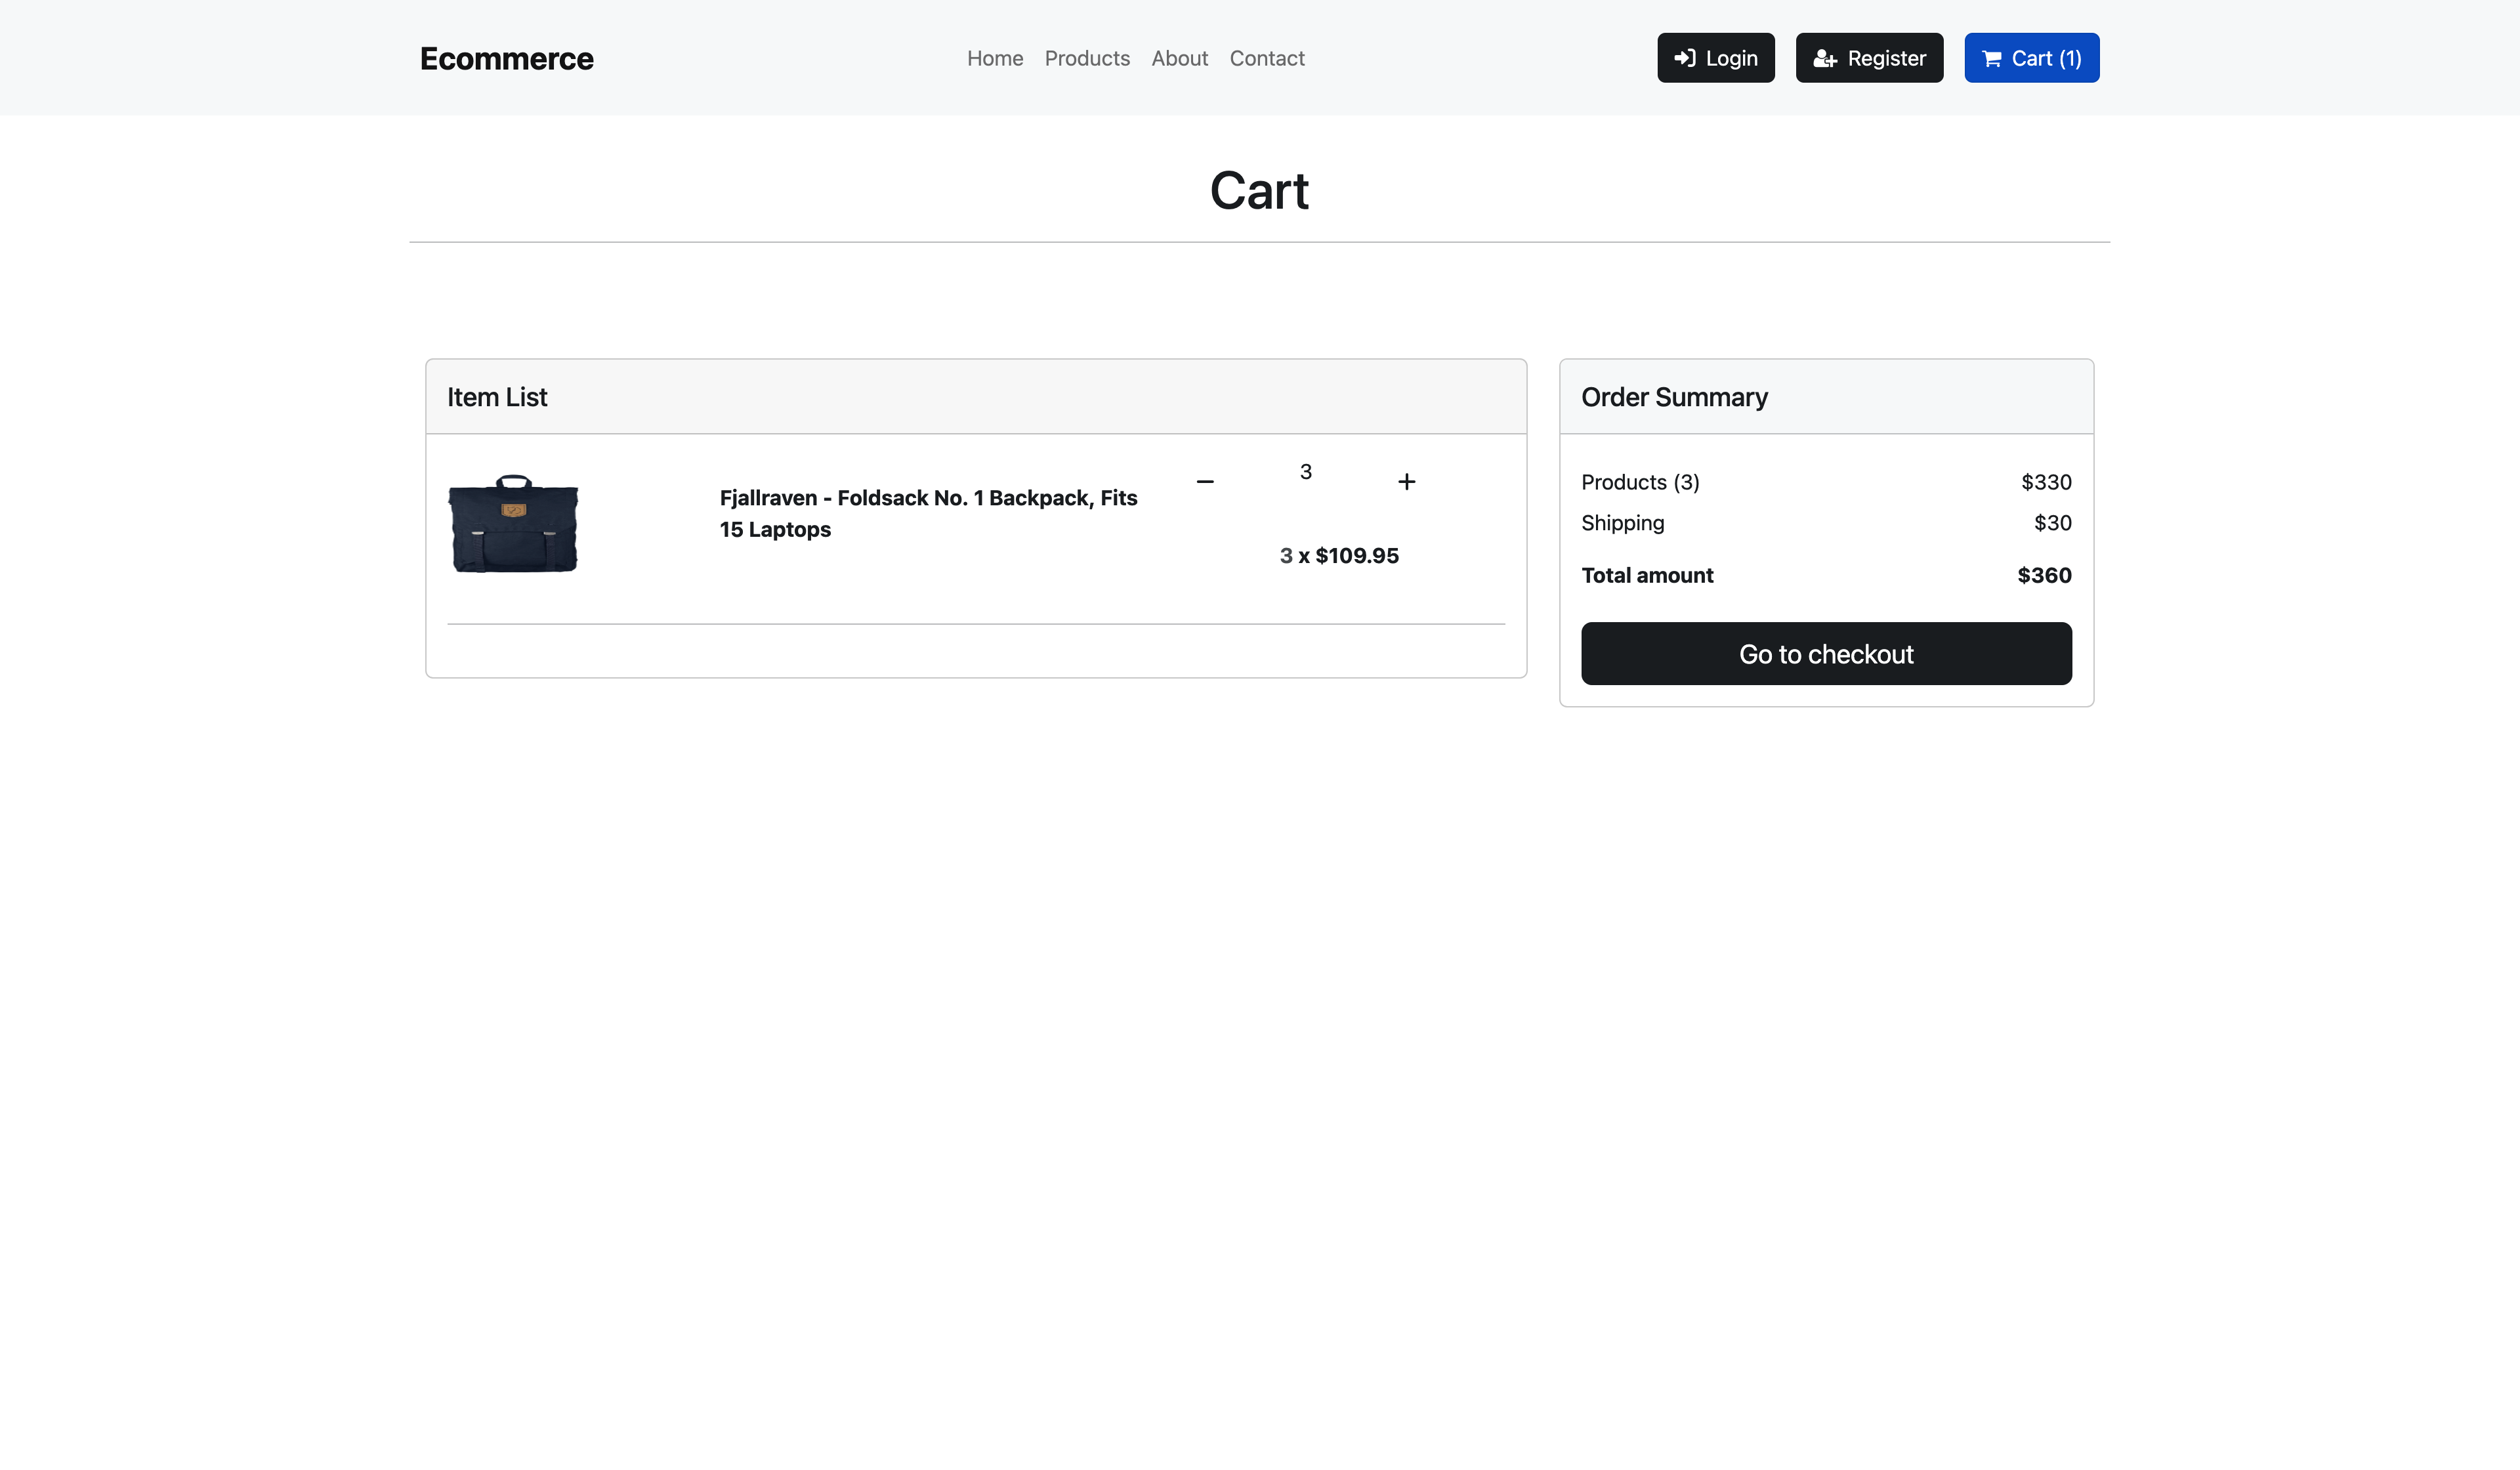 Ecommerce
Home Products About Contact
Login Register Cart (1)
Cart
Item List
Fjallraven - Foldsack No. 1 Backpack, Fits
15 Laptops
3
3 x $109.95
Order Summary
Products (3) $330
Shipping $30
Total amount $360
Go to checkout